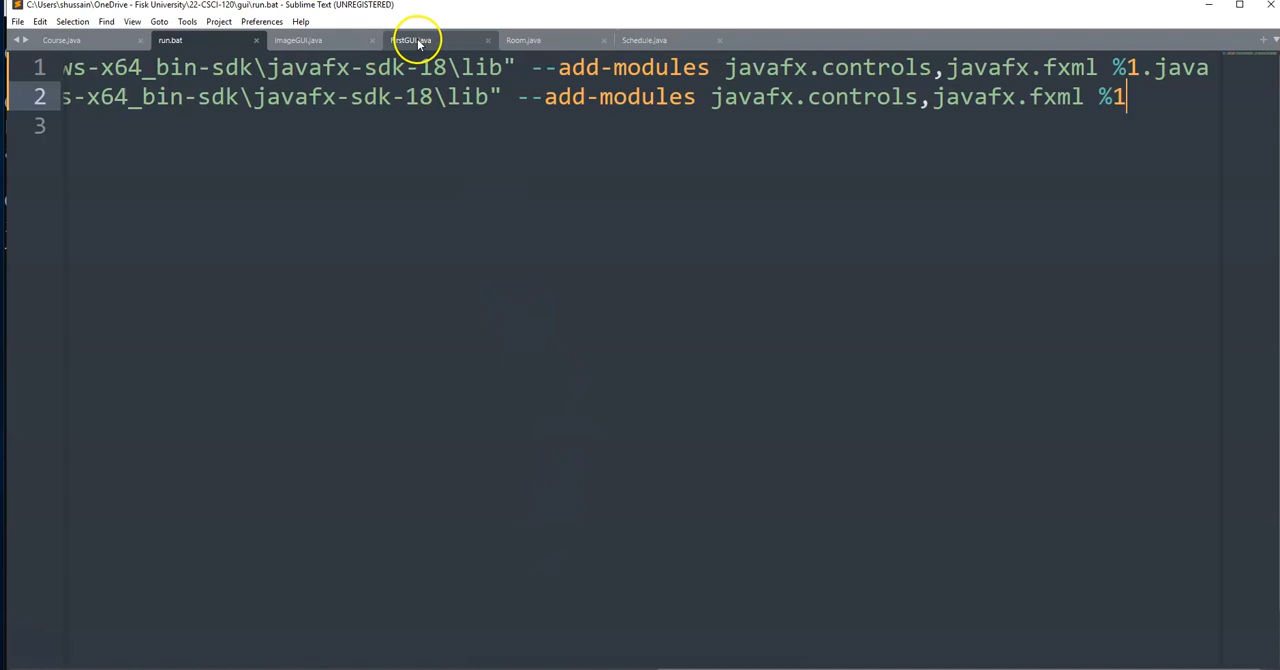 C:\Users\shussain\OneDrive - Fisk University\22-CSCI-120\gui\run.bat - Sublime Text (UNREGISTERED)
File Edit Selection Find View Goto Tools Project Preferences Help
Course.java run.bat ImageGUI.java FirstGUI.java Room.java Schedule.java
1 ws-x64_bin-sdk\javafx-sdk-18\lib" --add-modules javafx.controls,javafx.fxml %1.java
2 s-x64_bin-sdk\javafx-sdk-18\lib" --add-modules javafx.controls,javafx.fxml %1
3